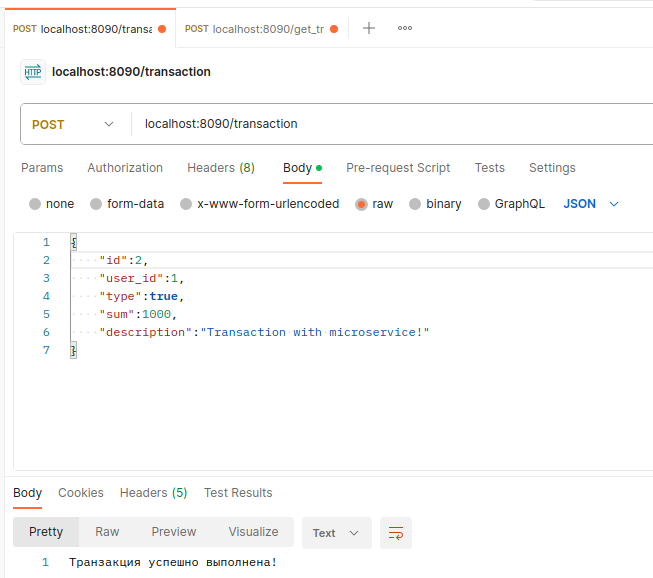 POST localhost:8090/transa POST localhost:8090/get_tr
HTTP localhost:8090/transaction
POST localhost:8090/transaction
Params Authorization Headers (8) Body Pre-request Script Tests Settings
none form-data x-www-form-urlencoded raw binary GraphQL JSON
1 {
2 "id":2,
3 "user_id":1,
4 "type":true,
5 "sum":1000,
6 "description":"Transaction with microservice!"
7 }
Body Cookies Headers (5) Test Results
Pretty Raw Preview Visualize Text
1 Транзакция успешно выполнена!